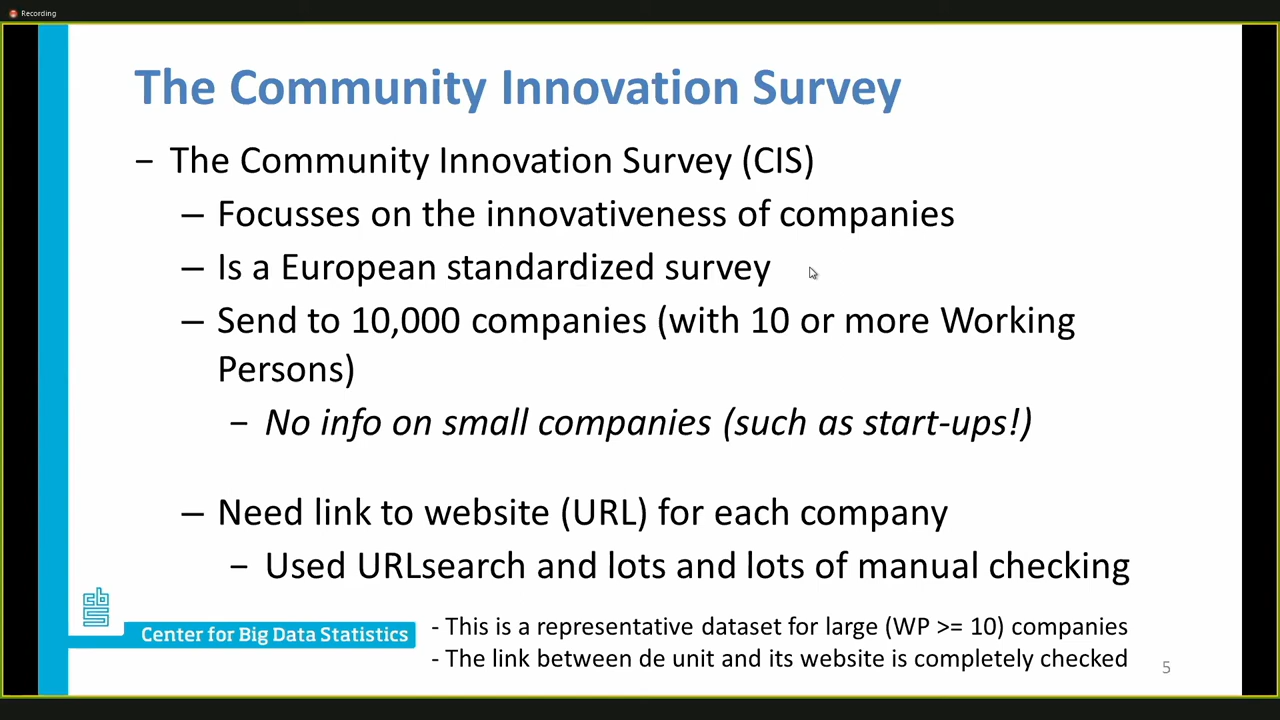 Recording
The Community Innovation Survey
− The Community Innovation Survey (CIS)
– Focusses on the innovativeness of companies
– Is a European standardized survey
– Send to 10,000 companies (with 10 or more Working
Persons)
− No info on small companies (such as start-ups!)
– Need link to website (URL) for each company
− Used URLsearch and lots and lots of manual checking
cbs
Center for Big Data Statistics
- This is a representative dataset for large (WP >= 10) companies
- The link between de unit and its website is completely checked
5